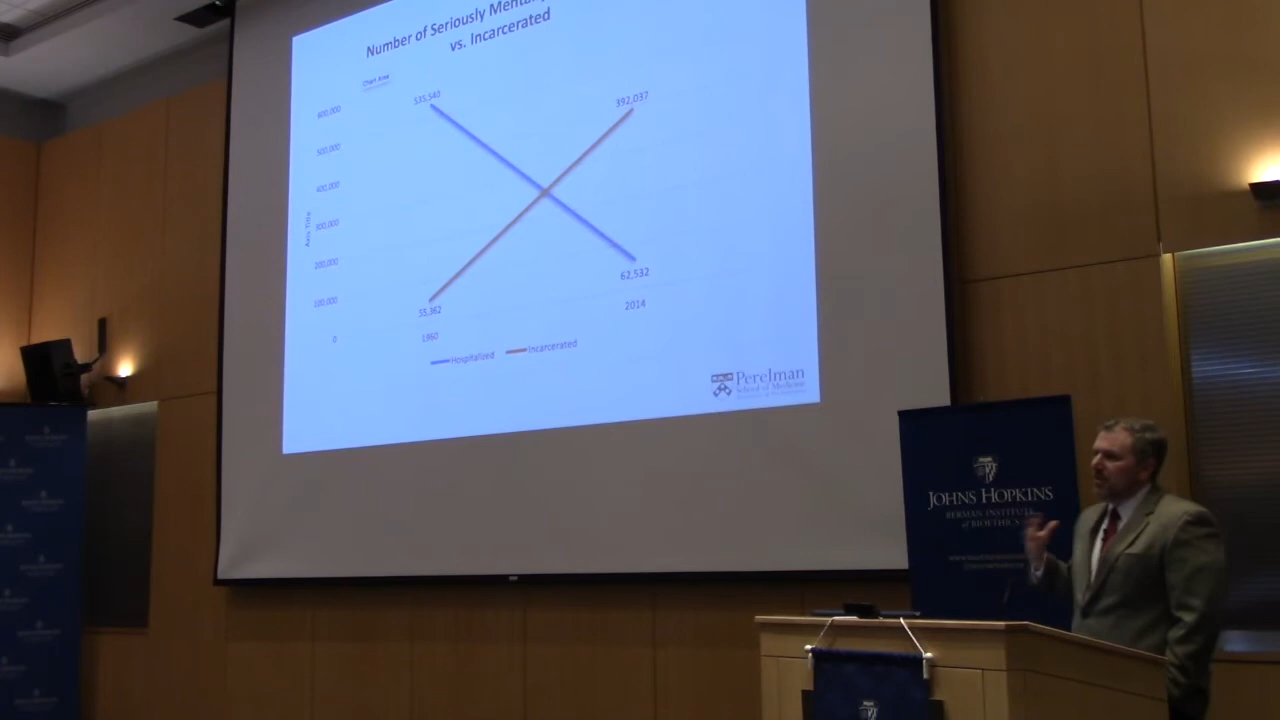 Number of Seriously
vs. Incarcerated
Chart Area
600,000
500,000
400,000
300,000
200,000
100,000
0
Axis Title
535,540
392,037
55,362
62,532
1960
2014
Hospitalized
Incarcerated
Perelman
School of Medicine
JOHNS HOPKINS
BERMAN INSTITUTE
of BIOETHICS